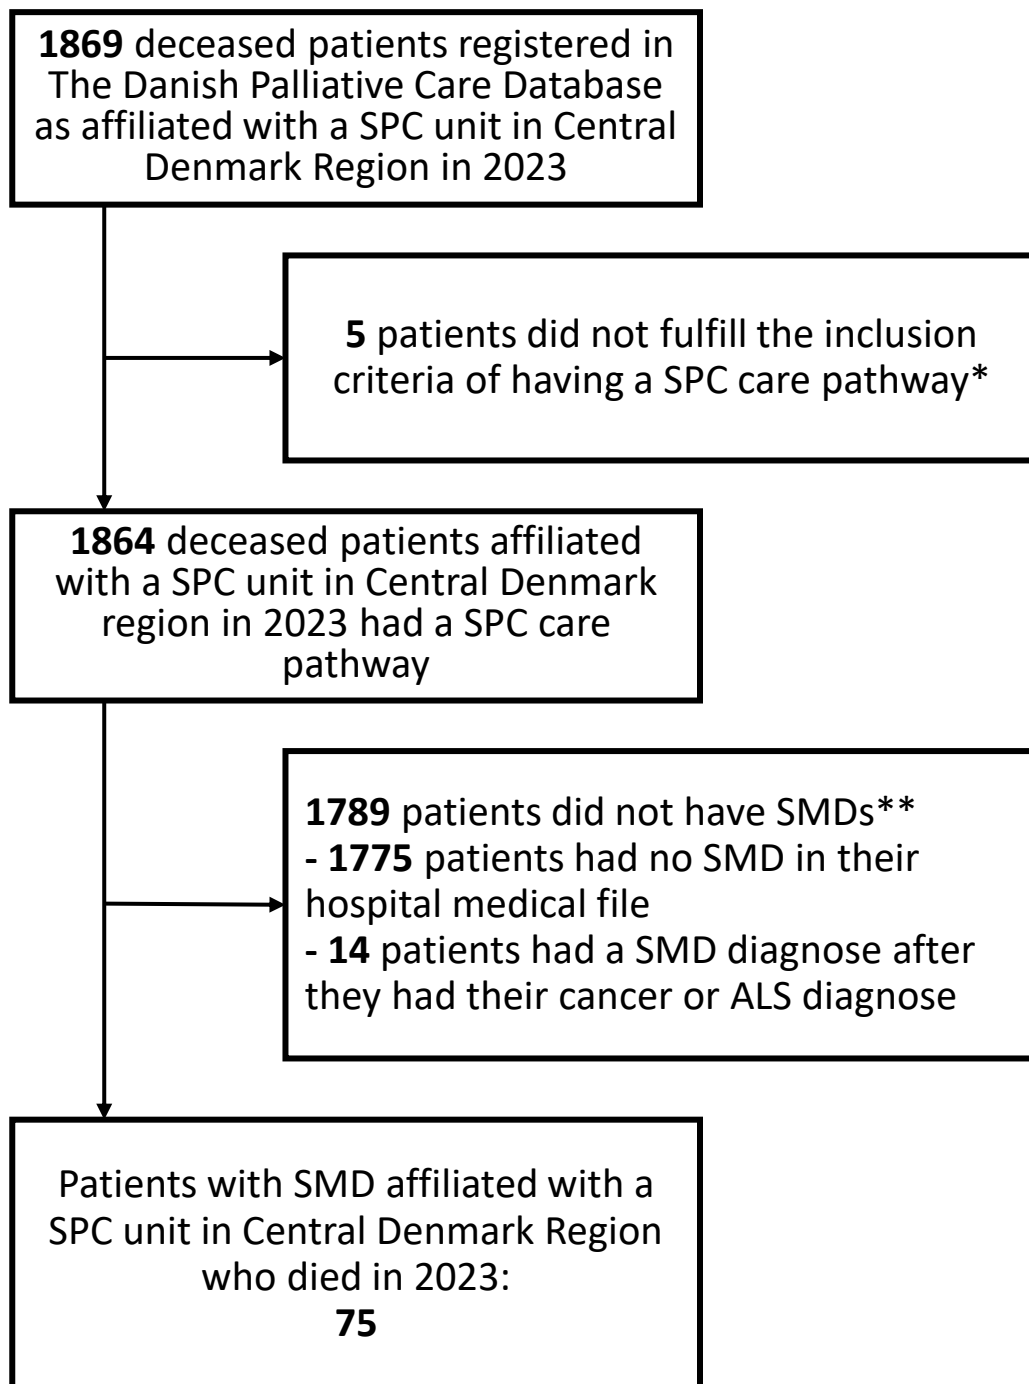 1869 deceased patients registered in
The Danish Palliative Care Database
as affiliated with a SPC unit in Central
Denmark Region in 2023
5 patients did not fulfill the inclusion
criteria of having a SPC care pathway*
1864 deceased patients affiliated
with a SPC unit in Central Denmark
region in 2023 had a SPC care
pathway
1789 patients did not have SMDs**
- 1775 patients had no SMD in their
hospital medical file
- 14 patients had a SMD diagnose after
they had their cancer or ALS diagnose
Patients with SMD affiliated with a
SPC unit in Central Denmark Region
who died in 2023:
75